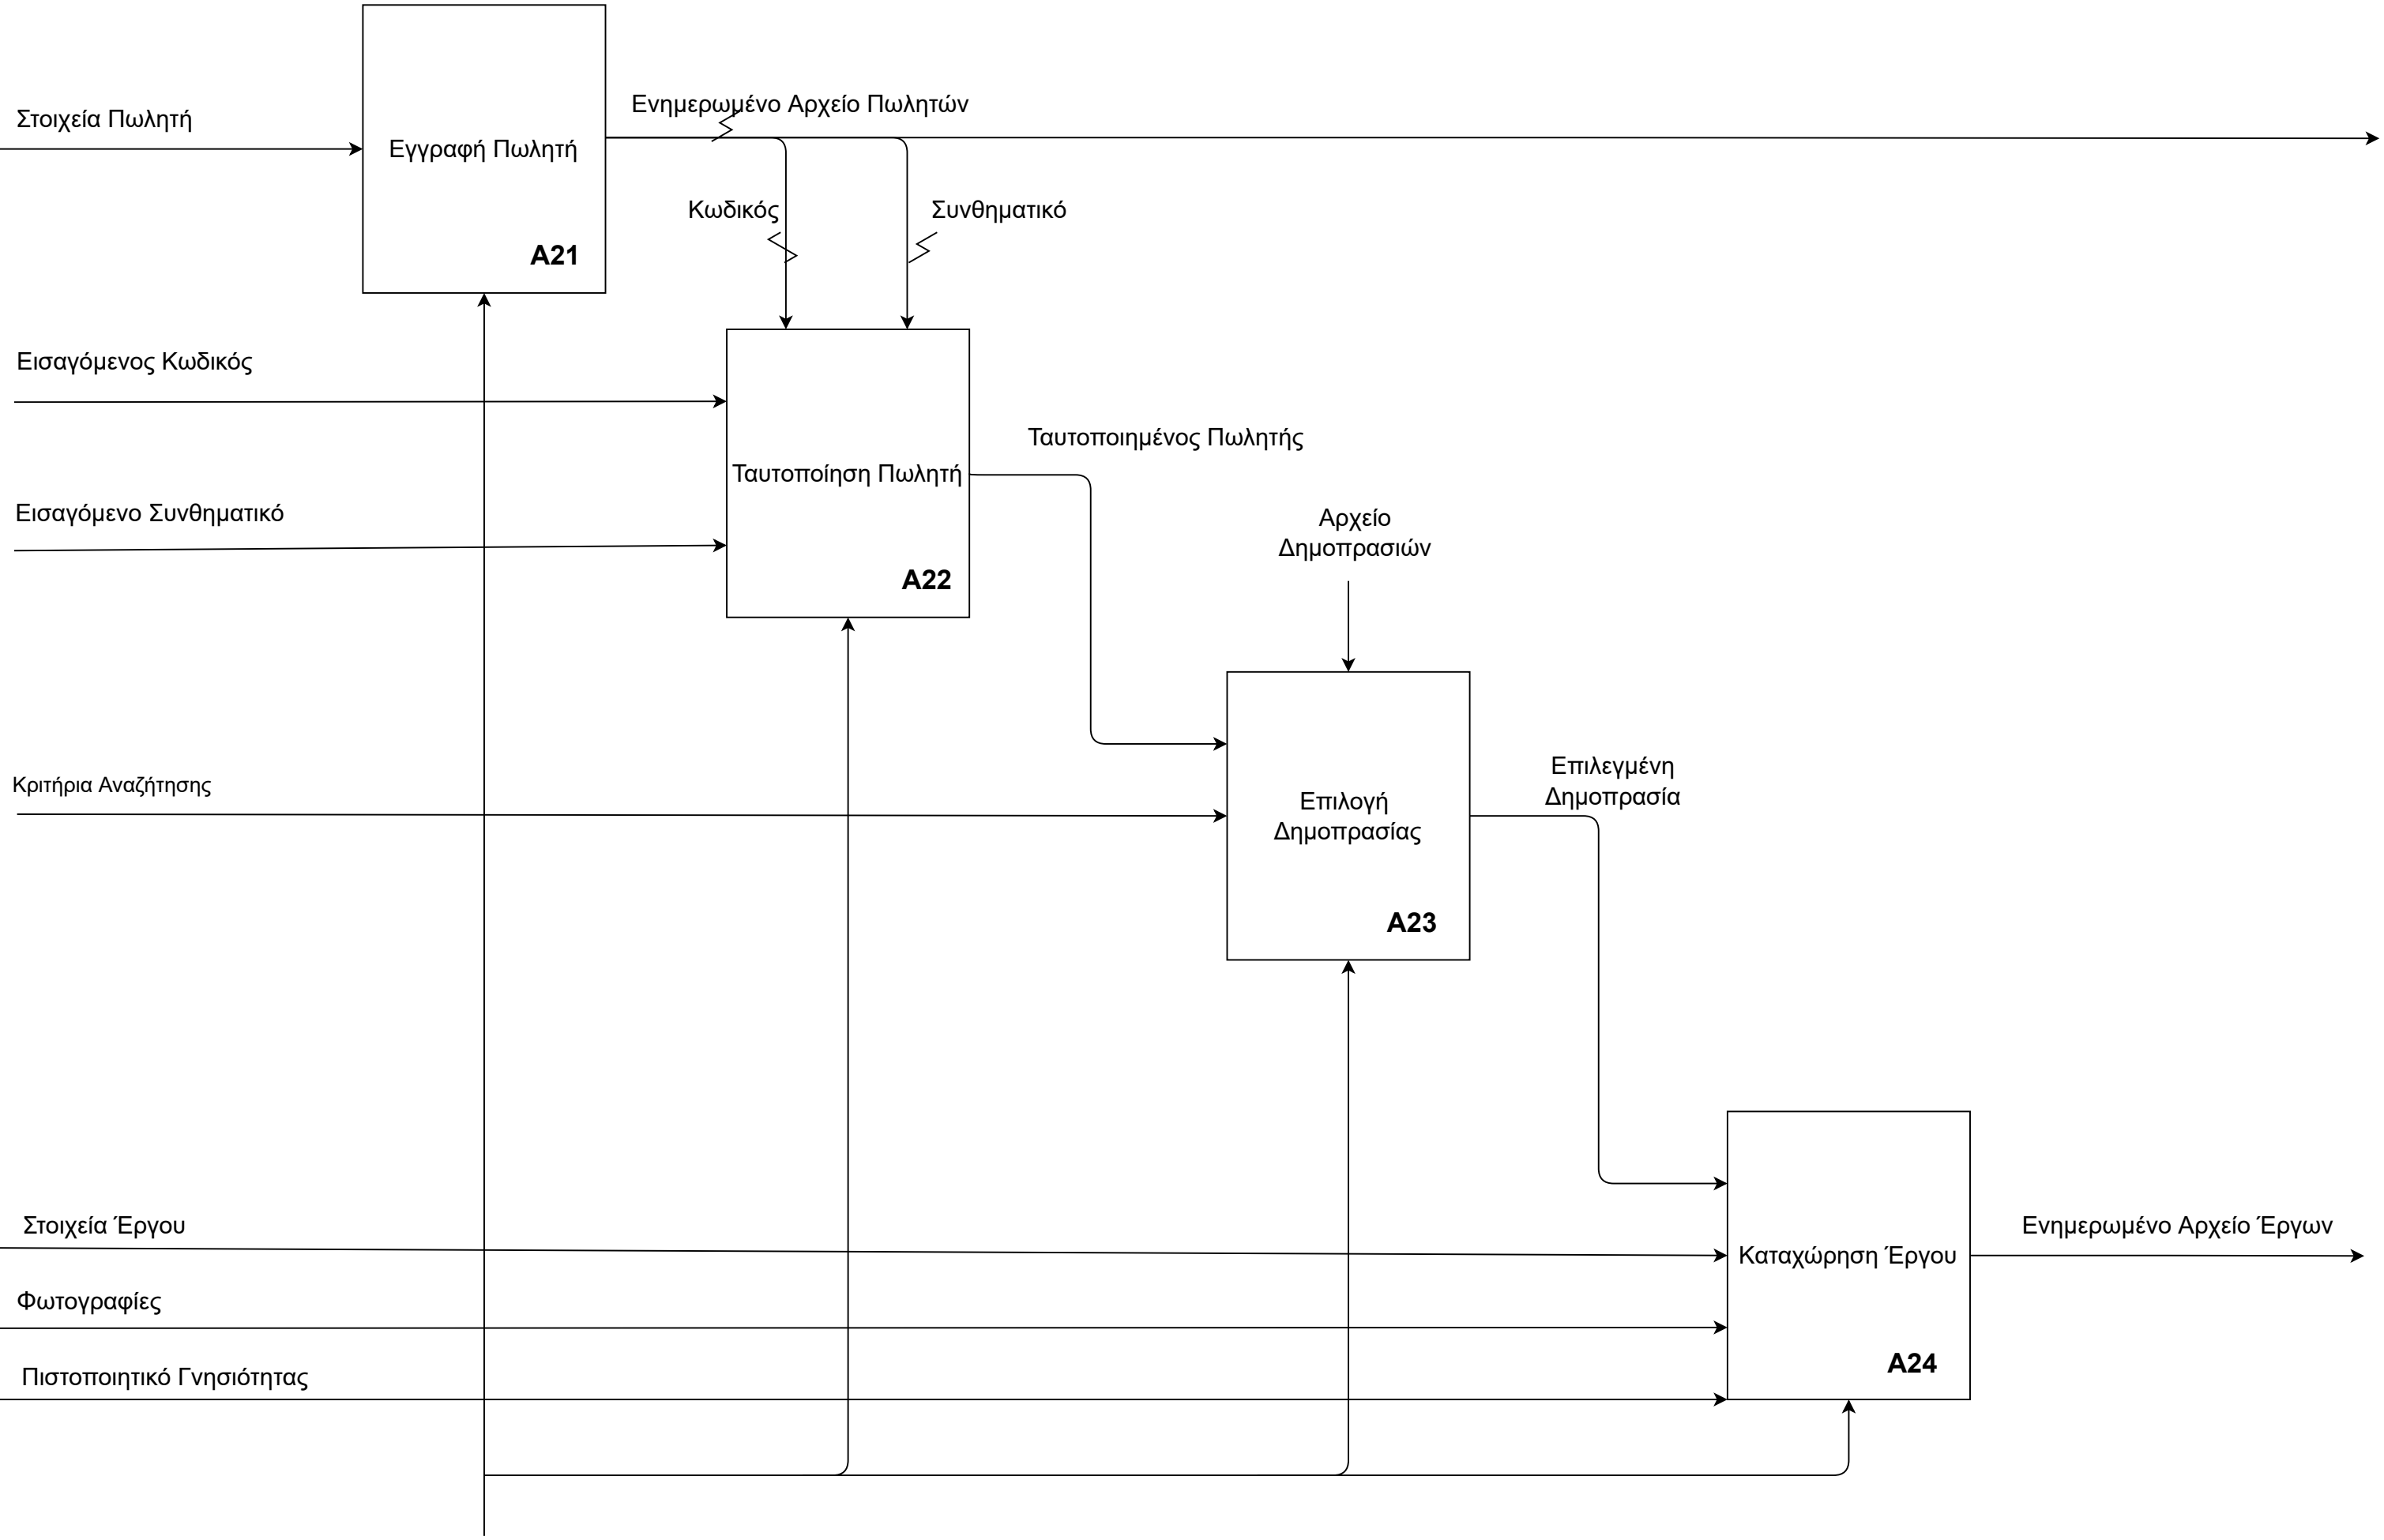 Στοιχεία Πωλητή
Εγγραφή Πωλητή
A21
Ενημερωμένο Αρχείο Πωλητών
Κωδικός
Συνθηματικό
Εισαγόμενος Κωδικός
Εισαγόμενο Συνθηματικό
Ταυτοποίηση Πωλητή
A22
Ταυτοποιημένος Πωλητής
Αρχείο
Δημοπρασιών
Κριτήρια Αναζήτησης
Επιλογή
Δημοπρασίας
A23
Επιλεγμένη
Δημοπρασία
Στοιχεία Έργου
Φωτογραφίες
Πιστοποιητικό Γνησιότητας
Καταχώρηση Έργου
A24
Ενημερωμένο Αρχείο Έργων